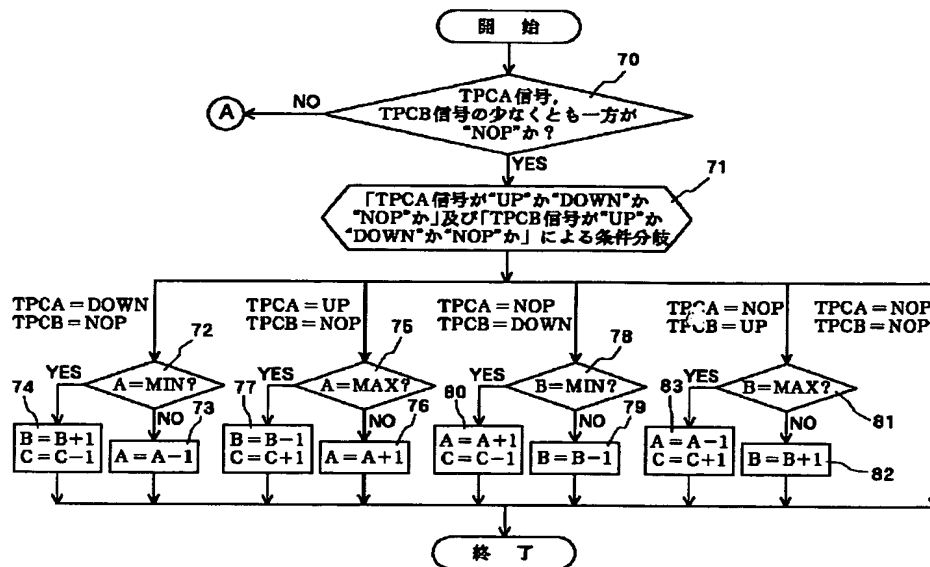 開 始
70
TPCA信号,
TPCB信号の少なくとも一方が
“NOP”か?
NO
A
YES
71
「TPCA信号が“UP”か“DOWN”か
“NOP”か」及び「TPCB信号が“UP”か
“DOWN”か“NOP”か」による条件分岐
TPCA=DOWN
TPCB=NOP
TPCA=UP
TPCB=NOP
TPCA=NOP
TPCB=DOWN
TPCA=NOP
TPCB=UP
TPCA=NOP
TPCB=NOP
72
75
78
YES
A=MIN?
YES
A=MAX?
YES
B=MIN?
YES
B=MAX?
81
74
NO
73
77
NO
76
80
NO
79
83
NO
B=B+1
C=C-1
A=A-1
B=B-1
C=C+1
A=A+1
A=A+1
C=C-1
B=B-1
A=A-1
C=C+1
B=B+1
82
終 了